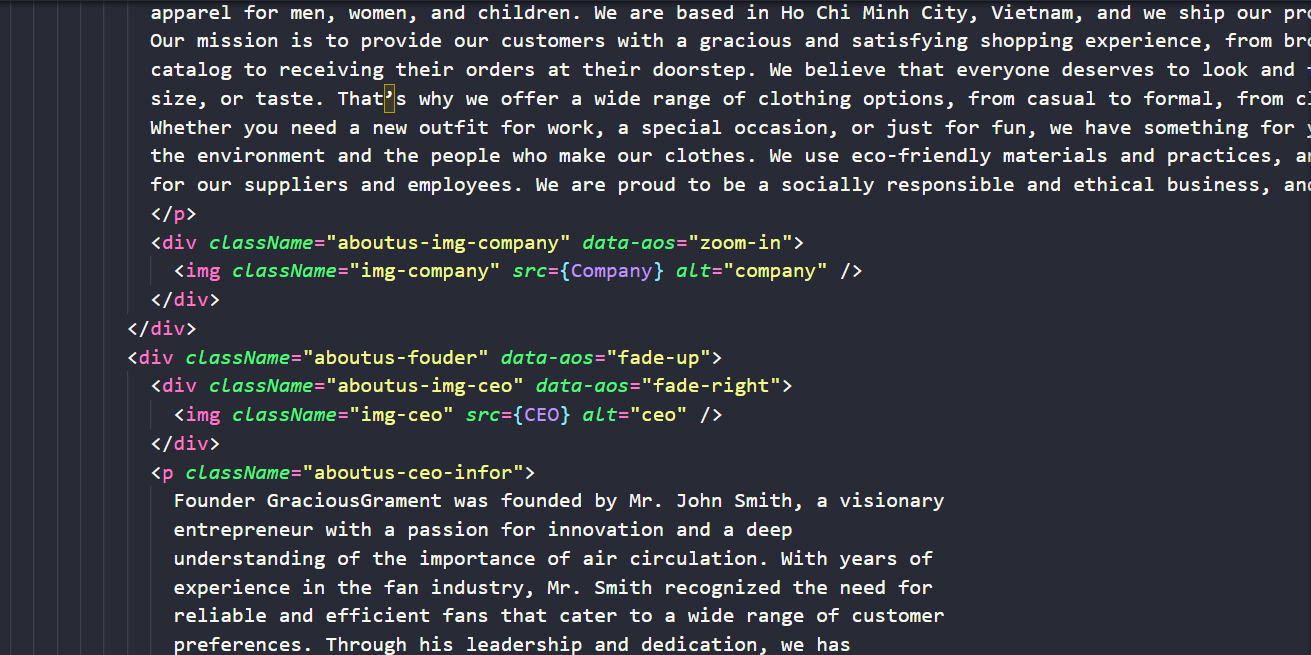 apparel for men, women, and children. We are based in Ho Chi Minh City, Vietnam, and we ship our
Our mission is to provide our customers with a gracious and satisfying shopping experience, from
catalog to receiving their orders at their doorstep. We believe that everyone deserves to look and
size, or taste. That’s why we offer a wide range of clothing options, from casual to formal, from
Whether you need a new outfit for work, a special occasion, or just for fun, we have something for
the environment and the people who make our clothes. We use eco-friendly materials and practices,
for our suppliers and employees. We are proud to be a socially responsible and ethical business,
</p>
<div className="aboutus-img-company" data-aos="zoom-in">
<img className="img-company" src={Company} alt="company" />
</div>
</div>
<div className="aboutus-fouder" data-aos="fade-up">
<div className="aboutus-img-ceo" data-aos="fade-right">
<img className="img-ceo" src={CEO} alt="ceo" />
</div>
<p className="aboutus-ceo-infor">
Founder GraciousGrament was founded by Mr. John Smith, a visionary
entrepreneur with a passion for innovation and a deep
understanding of the importance of air circulation. With years of
experience in the fan industry, Mr. Smith recognized the need for
reliable and efficient fans that cater to a wide range of customer
preferences. Through his leadership and dedication, we has